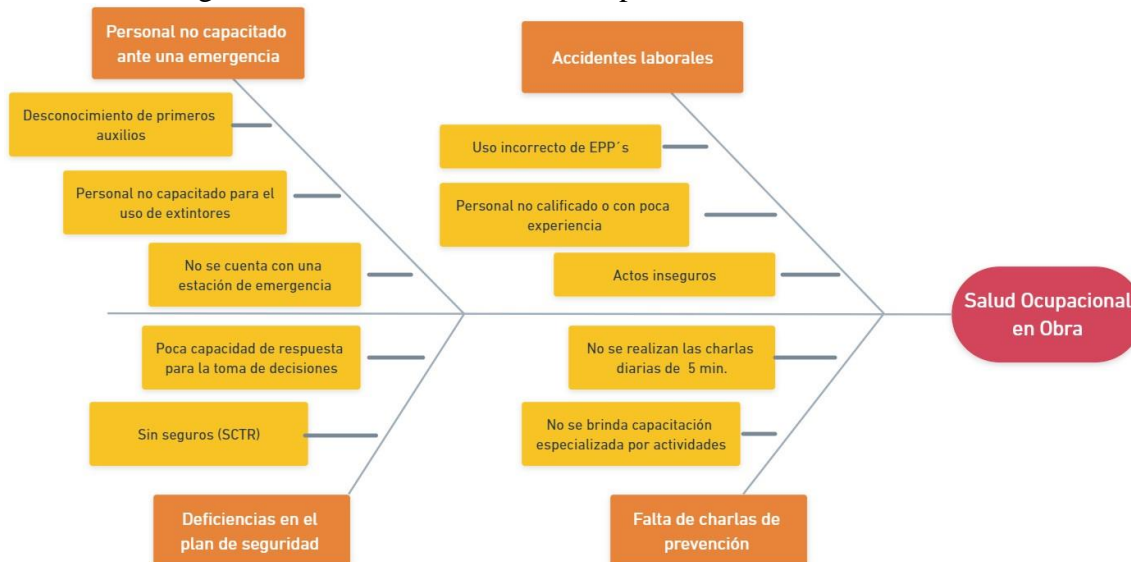 Personal no capacitado
ante una emergencia
Accidentes laborales
Desconocimiento de primeros
auxilios
Uso incorrecto de EPP´s
Personal no capacitado para el
uso de extintores
Personal no calificado o con poca
experiencia
No se cuenta con una
estación de emergencia
Actos inseguros
Salud Ocupacional
en Obra
Poca capacidad de respuesta
para la toma de decisiones
No se realizan las charlas
diarias de 5 min.
Sin seguros (SCTR)
No se brinda capacitación
especializada por actividades
Deficiencias en el
plan de seguridad
Falta de charlas de
prevención